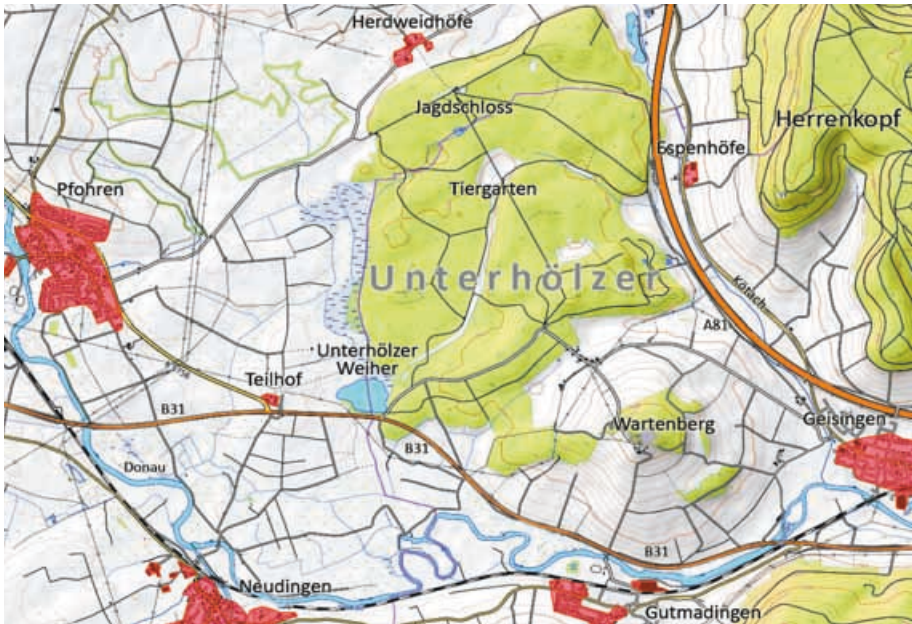 Herdweidhöfe
Jagdschloss
Herrenkopf
Espenhöfe
Tiergarten
Pfohren
Unterhölzer
Kötach
A81
Unterhölzer
Weiher
Teilhof
B31
Wartenberg
Geisingen
B31
Donau
B31
Neudingen
Gutmadingen